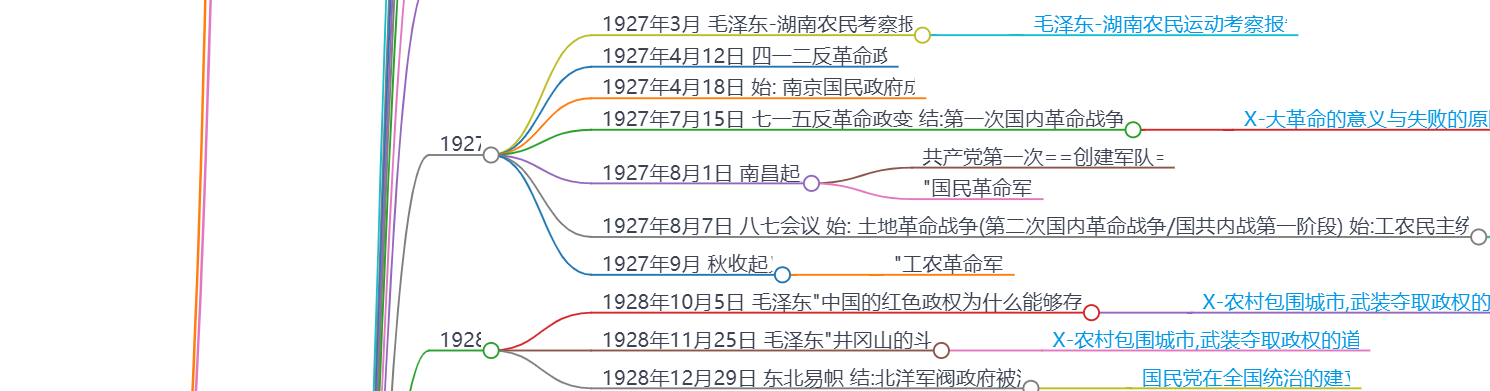 1927年3月 毛泽东-湖南农民考察报
毛泽东-湖南农民运动考察报告
1927年4月12日 四一二反革命政
1927年4月18日 始: 南京国民政府成
1927年7月15日 七一五反革命政变 结:第一次国内革命战争
X-大革命的意义与失败的原
1927
共产党第一次==创建军队=
1927年8月1日 南昌起
"国民革命军
1927年8月7日 八七会议 始: 土地革命战争(第二次国内革命战争/国共内战第一阶段) 始:工农民主统
1927年9月 秋收起
"工农革命军
1928年10月5日 毛泽东"中国的红色政权为什么能够存
X-农村包围城市,武装夺取政权的
1928
1928年11月25日 毛泽东"井冈山的斗
X-农村包围城市,武装夺取政权的道
1928年12月29日 东北易帜 结:北洋军阀政府被
国民党在全国统治的建立